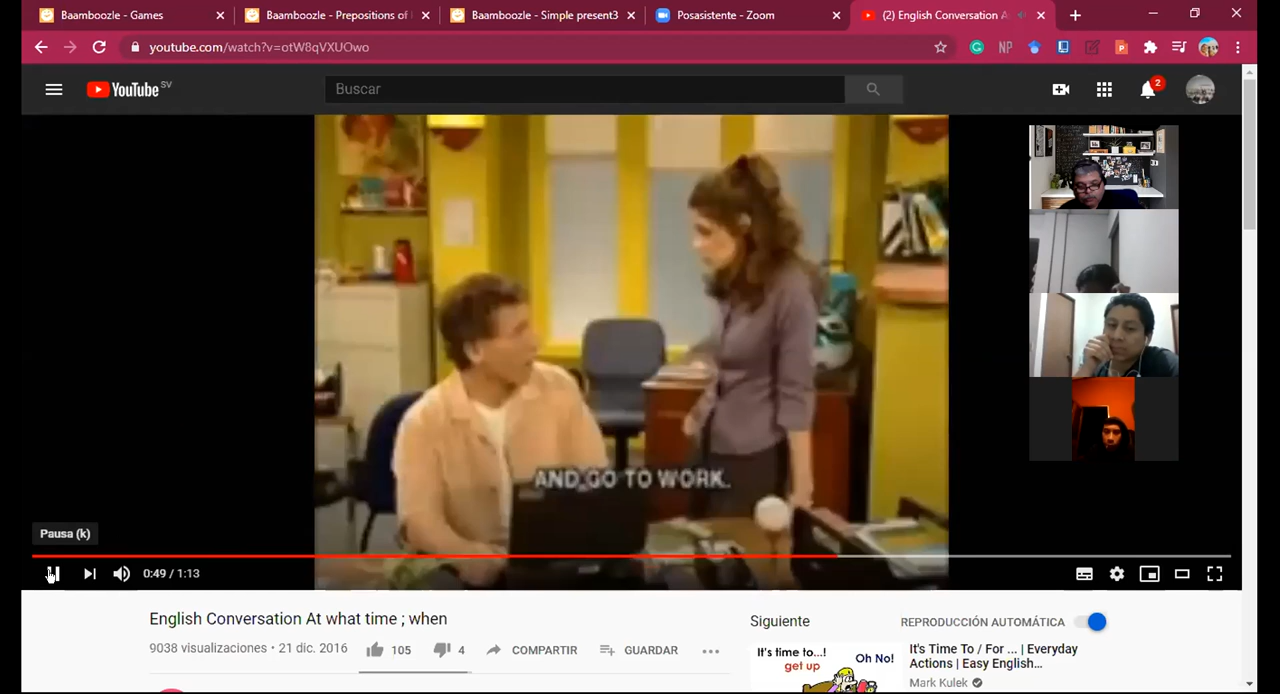 Baamboozle - Games
Baamboozle - Prepositions of
Baamboozle - Simple present3
Posasistente - Zoom
(2) English Conversation A
youtube.com/watch?v=otW8qVXUOwo
NP
YouTube SV
Buscar
2
AND GO TO WORK.
Pausa (k)
0:49 / 1:13
English Conversation At what time ; when
9038 visualizaciones • 21 dic. 2016
105
4
COMPARTIR
GUARDAR
Siguiente
REPRODUCCIÓN AUTOMÁTICA
It's time to...!
get up
Oh No!
It's Time To / For ... | Everyday
Actions | Easy English...
Mark Kulek